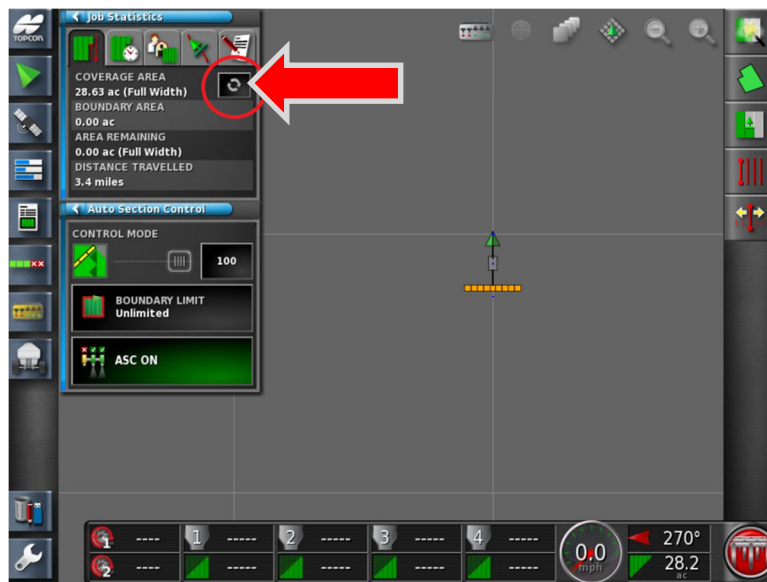 TOPCON
Job Statistics
COVERAGE AREA
28.63 ac (Full Width)
BOUNDARY AREA
0.00 ac
AREA REMAINING
0.00 ac (Full Width)
DISTANCE TRAVELLED
3.4 miles
Auto Section Control
CONTROL MODE
100
BOUNDARY LIMIT
Unlimited
ASC ON
1 ---- 1 ----- 2 ----- 3 ----- 4 ----- 0.0 mph 270°
2 ---- ----- ----- ----- ----- 28.2 ac